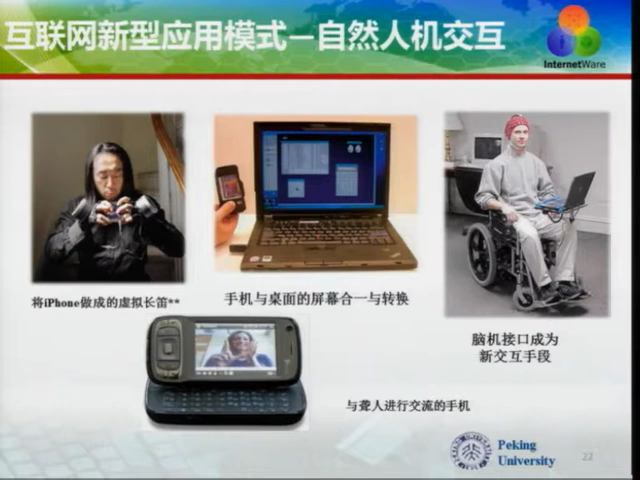 互联网新型应用模式—自然人机交互
InternetWare
将iPhone做成的虚拟长笛**
手机与桌面的屏幕合一与转换
脑机接口成为
新交互手段
与聋人进行交流的手机
Peking
University
22